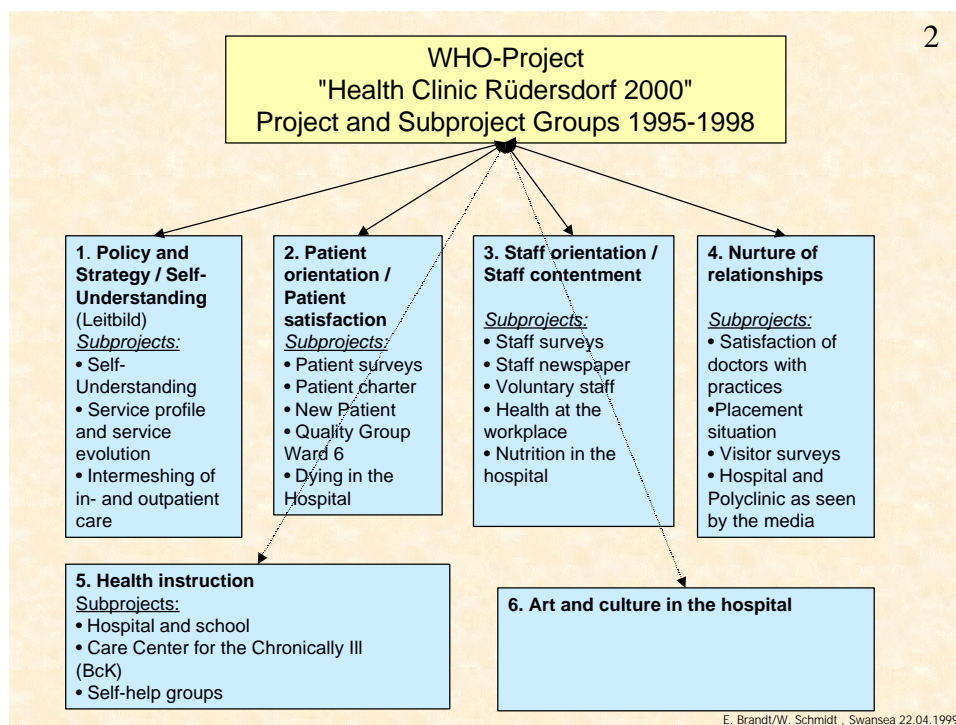 2
WHO-Project
"Health Clinic Rüdersdorf 2000"
Project and Subproject Groups 1995-1998
1. Policy and
Strategy / Self-
Understanding
(Leitbild)
Subprojects:
• Self-
Understanding
• Service profile
and service
evolution
• Intermeshing of
in- and outpatient
care
2. Patient
orientation /
Patient
satisfaction
Subprojects:
• Patient surveys
• Patient charter
• New Patient
• Quality Group
Ward 6
• Dying in the
Hospital
3. Staff orientation /
Staff contentment
Subprojects:
• Staff surveys
• Staff newspaper
• Voluntary staff
• Health at the
workplace
• Nutrition in the
hospital
4. Nurture of
relationships
Subprojects:
• Satisfaction of
doctors with
practices
•Placement
situation
• Visitor surveys
• Hospital and
Polyclinic as seen
by the media
5. Health instruction
Subprojects:
• Hospital and school
• Care Center for the Chronically Ill
(BcK)
• Self-help groups
6. Art and culture in the hospital
E. Brandt/W. Schmidt , Swansea 22.04.1999